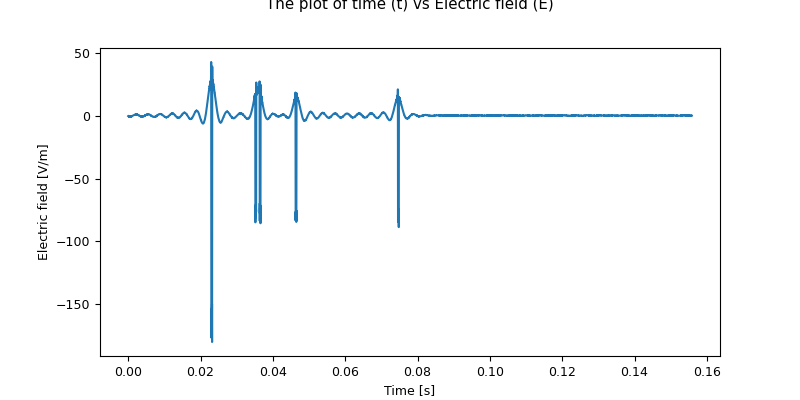 The plot of time (t) vs Electric field (E)
50
0
−50
−100
−150
Electric field [V/m]
0.00 0.02 0.04 0.06 0.08 0.10 0.12 0.14 0.16
Time [s]